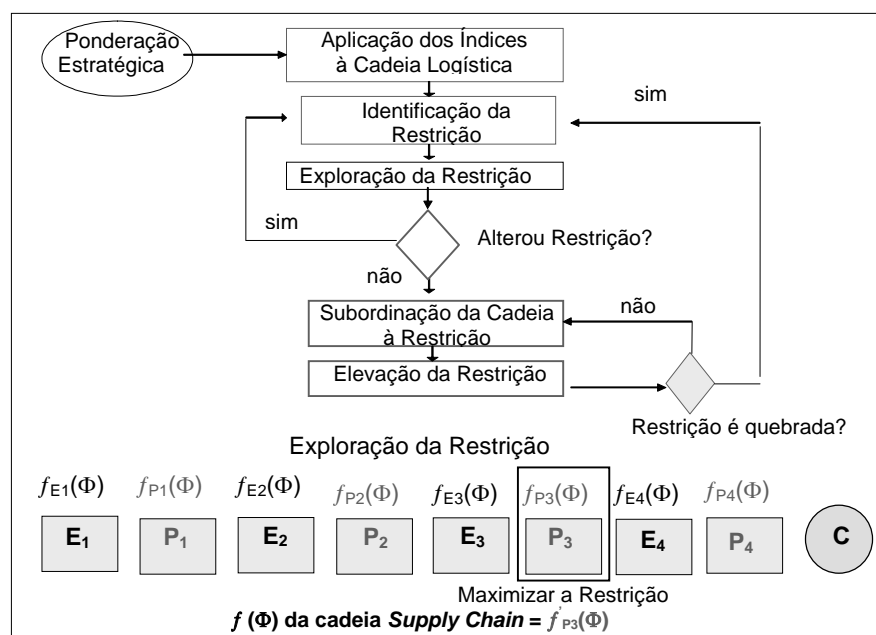 Ponderação
Estratégica
Aplicação dos Índices
à Cadeia Logística
Identificação da
Restrição
sim
Exploração da Restrição
sim
Alterou Restrição?
não
Subordinação da Cadeia
à Restrição
não
Elevação da Restrição
Restrição é quebrada?
Exploração da Restrição
fE1(Φ) fP1(Φ) fE2(Φ) fP2(Φ) fE3(Φ) fP3(Φ) fE4(Φ) fP4(Φ)
E1 P1 E2 P2 E3 P3 E4 P4 C
Maximizar a Restrição
f (Φ) da cadeia Supply Chain = f'P3(Φ)